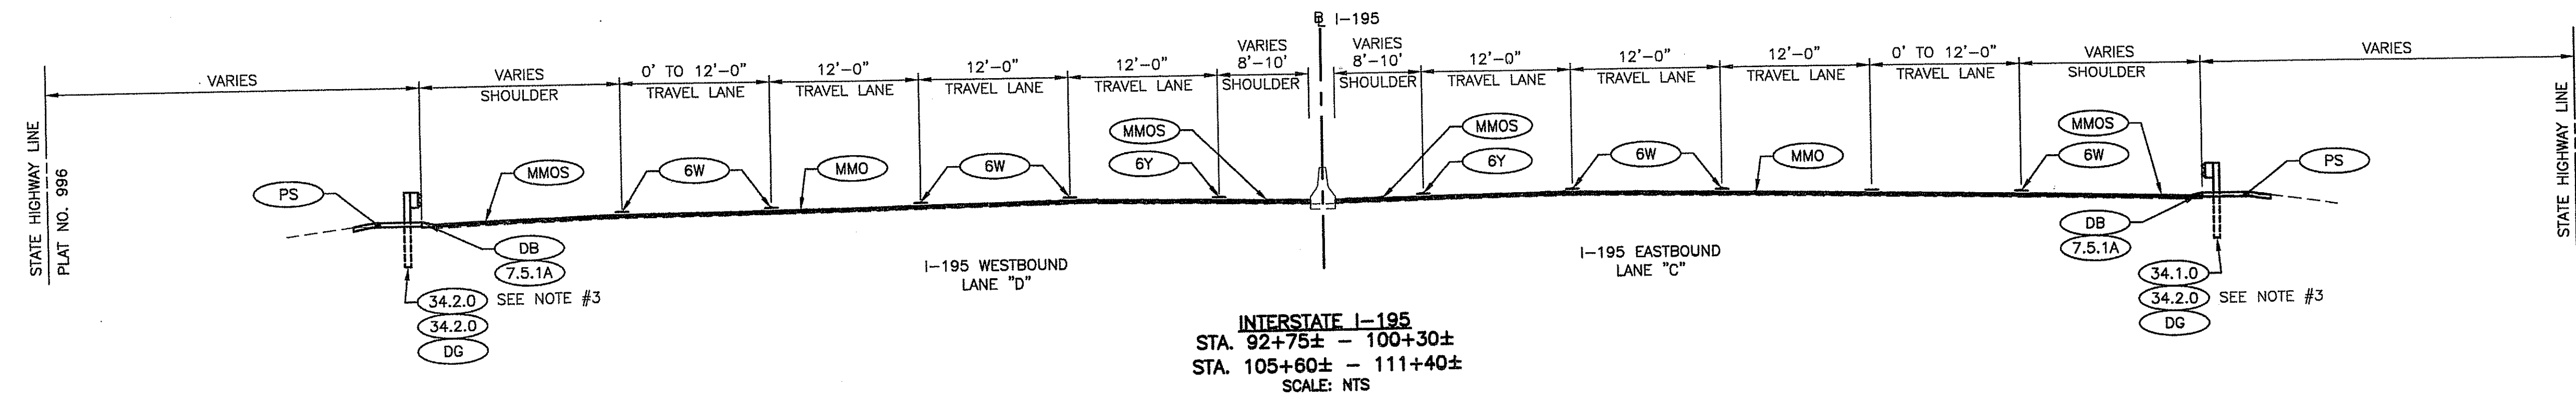 ℄ I-195
STATE HIGHWAY LINE
PLAT NO. 996
VARIES
VARIES
SHOULDER
0' TO 12'-0"
TRAVEL LANE
12'-0"
TRAVEL LANE
12'-0"
TRAVEL LANE
12'-0"
TRAVEL LANE
VARIES
8'-10'
SHOULDER
VARIES
8'-10'
SHOULDER
12'-0"
TRAVEL LANE
12'-0"
TRAVEL LANE
12'-0"
TRAVEL LANE
0' TO 12'-0"
TRAVEL LANE
VARIES
SHOULDER
VARIES
STATE HIGHWAY LINE
PS
MMOS
6W
MMO
6W
MMOS
6Y
MMOS
6Y
6W
MMO
MMOS
6W
PS
DB
7.5.1A
34.2.0 SEE NOTE #3
34.2.0
DG
I-195 WESTBOUND
LANE "D"
I-195 EASTBOUND
LANE "C"
DB
7.5.1A
34.1.0
34.2.0 SEE NOTE #3
DG
INTERSTATE I-195
STA. 92+75± - 100+30±
STA. 105+60± - 111+40±
SCALE: NTS